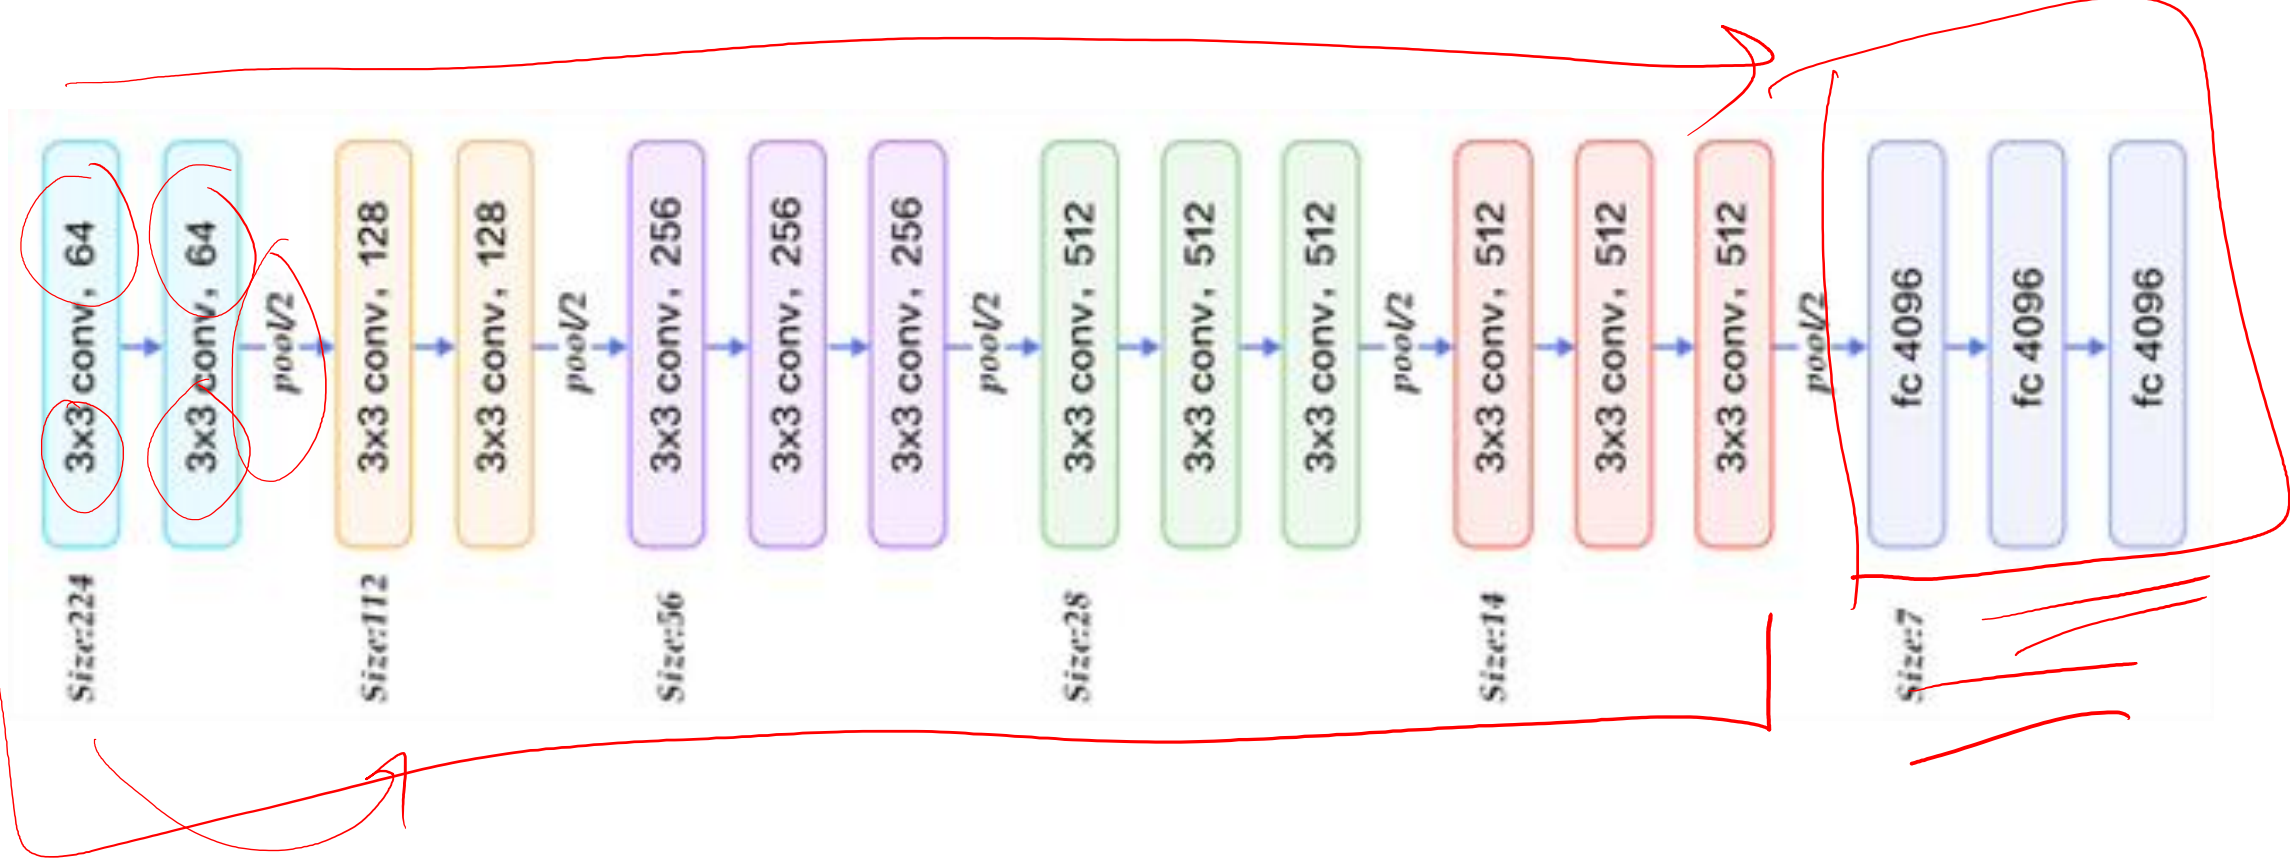 3x3 conv, 64
3x3 conv, 64
pool/2
3x3 conv, 128
3x3 conv, 128
pool/2
3x3 conv, 256
3x3 conv, 256
3x3 conv, 256
pool/2
3x3 conv, 512
3x3 conv, 512
3x3 conv, 512
pool/2
3x3 conv, 512
3x3 conv, 512
3x3 conv, 512
pool/2
fc 4096
fc 4096
fc 4096
Size:224
Size:112
Size:56
Size:28
Size:14
Size:7